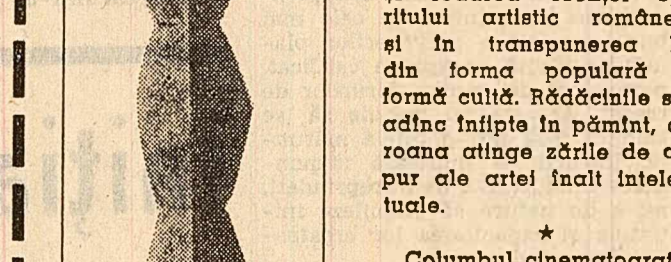 ritului artistic române
și în transpunerea
din forma populară
formă cultă. Rădăcinile s
adînc înfipte în pămînt,
roana atinge zările de a
pur ale artei înalt intele
tuale.
★
Columbul cinematogra